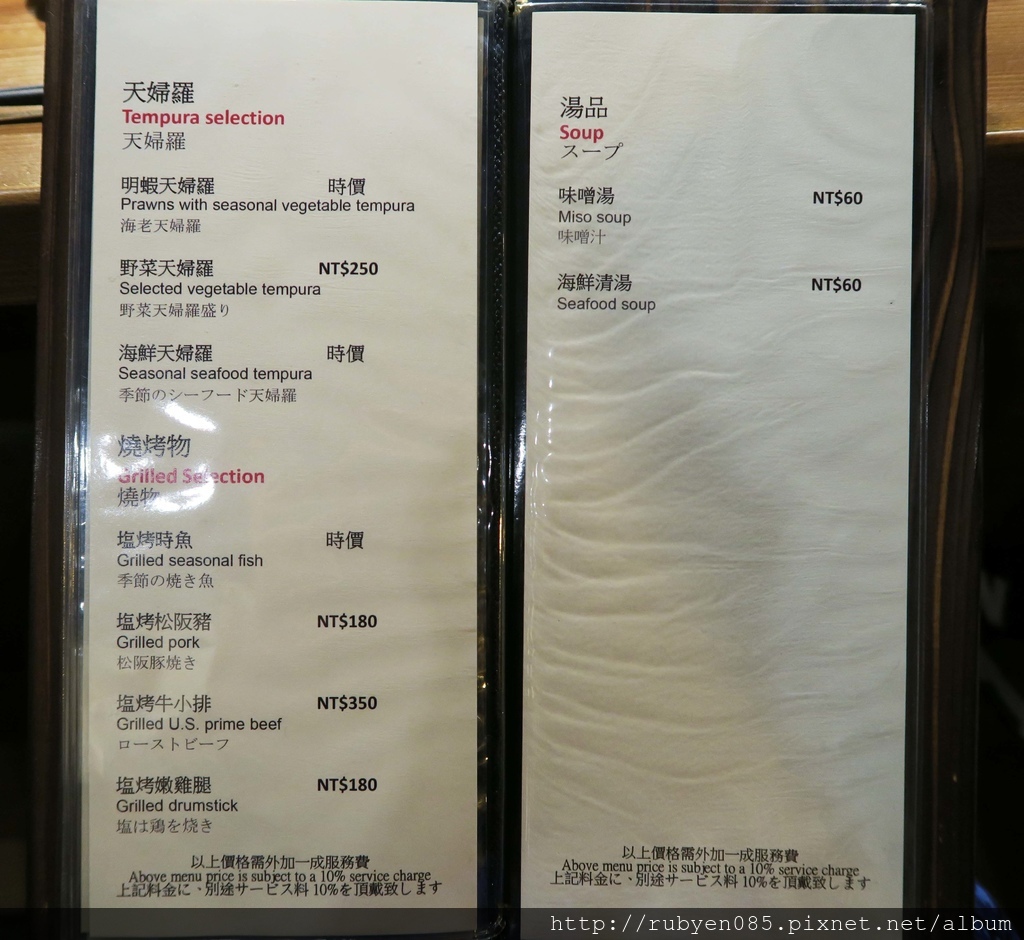 天婦羅
Tempura selection
天婦羅
明蝦天婦羅 時價
Prawns with seasonal vegetable tempura
海老天婦羅
野菜天婦羅 NT$250
Selected vegetable tempura
野菜天婦羅盛り
海鮮天婦羅 時價
Seasonal seafood tempura
季節のシーフード天婦羅
燒烤物
Grilled Selection
燒物
塩烤時魚 時價
Grilled seasonal fish
季節の焼き魚
塩烤松阪豬 NT$180
Grilled pork
松阪豚焼き
塩烤牛小排 NT$350
Grilled U.S. prime beef
ローストビーフ
塩烤嫩雞腿 NT$180
Grilled drumstick
塩は鶏を焼き
以上價格需外加一成服務費
Above menu price is subject to a 10% service charge
上記料金に、別途サービス料 10%を頂戴致します
湯品
Soup
スープ
味噌湯 NT$60
Miso soup
味噌汁
海鮮清湯 NT$60
Seafood soup
以上價格需外加一成服務費
Above menu price is subject to a 10% service charge
上記料金に、別途サービス料 10%を頂戴致します
http://rubyen085.pixnet.net/album